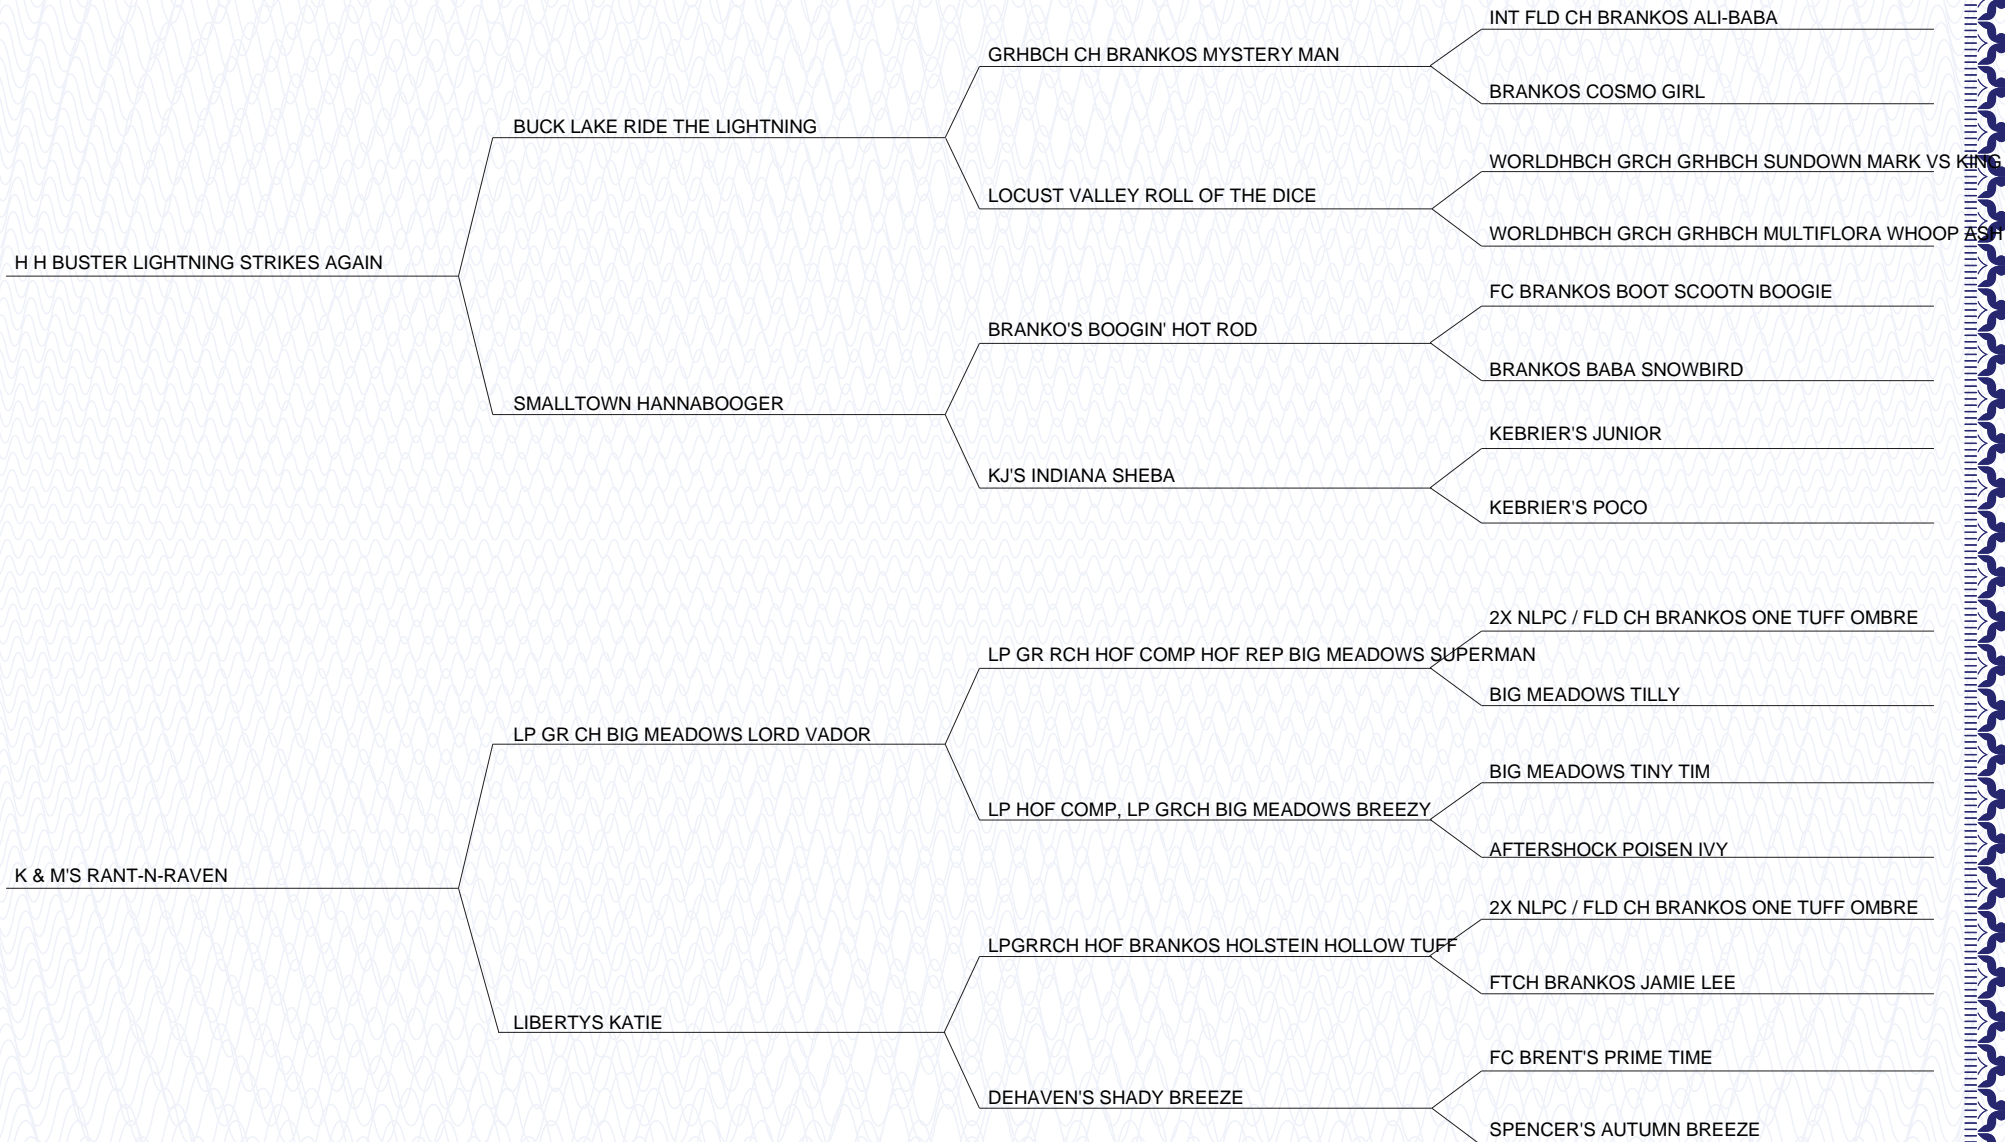 INT FLD CH BRANKOS ALI-BABA
GRHBCH CH BRANKOS MYSTERY MAN
BRANKOS COSMO GIRL
BUCK LAKE RIDE THE LIGHTNING
WORLDHBCH GRCH GRHBCH SUNDOWN MARK VS KING
LOCUST VALLEY ROLL OF THE DICE
WORLDHBCH GRCH GRHBCH MULTIFLORA WHOOP ASH
H H BUSTER LIGHTNING STRIKES AGAIN
FC BRANKOS BOOT SCOOTN BOOGIE
BRANKO'S BOOGIN' HOT ROD
BRANKOS BABA SNOWBIRD
SMALLTOWN HANNABOOGER
KEBRIER'S JUNIOR
KJ'S INDIANA SHEBA
KEBRIER'S POCO
2X NLPC / FLD CH BRANKOS ONE TUFF OMBRE
LP GR RCH HOF COMP HOF REP BIG MEADOWS SUPERMAN
BIG MEADOWS TILLY
LP GR CH BIG MEADOWS LORD VADOR
BIG MEADOWS TINY TIM
LP HOF COMP, LP GRCH BIG MEADOWS BREEZY
AFTERSHOCK POISEN IVY
K & M'S RANT-N-RAVEN
2X NLPC / FLD CH BRANKOS ONE TUFF OMBRE
LPGRRCH HOF BRANKOS HOLSTEIN HOLLOW TUFF
FTCH BRANKOS JAMIE LEE
LIBERTYS KATIE
FC BRENT'S PRIME TIME
DEHAVEN'S SHADY BREEZE
SPENCER'S AUTUMN BREEZE